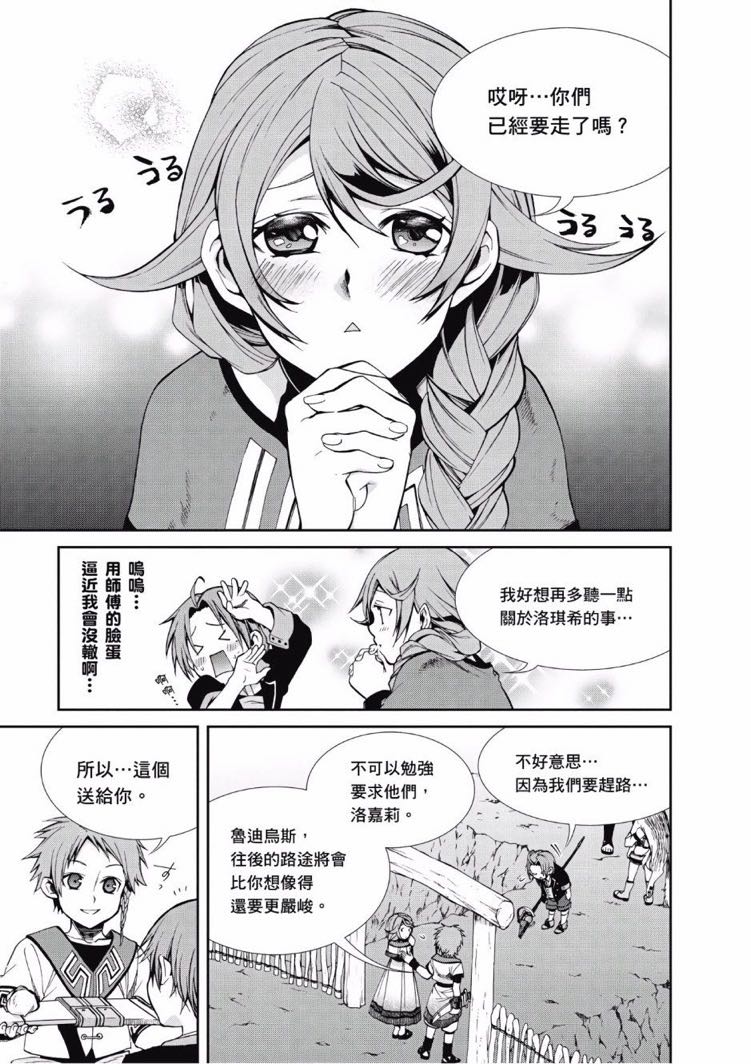 哎呀…你們
已經要走了嗎？
うる うる
うる うる
我好想再多聽一點
關於洛琪希的事…
嗚嗚…
用師傅的臉蛋
逼近我會沒轍啊…
啊啊…
不好意思…
因為我們要趕路…
不可以勉強
要求他們，
洛嘉莉。
魯迪烏斯，
往後的路途將會
比你想像得
還要更嚴峻。
所以…這個
送給你。